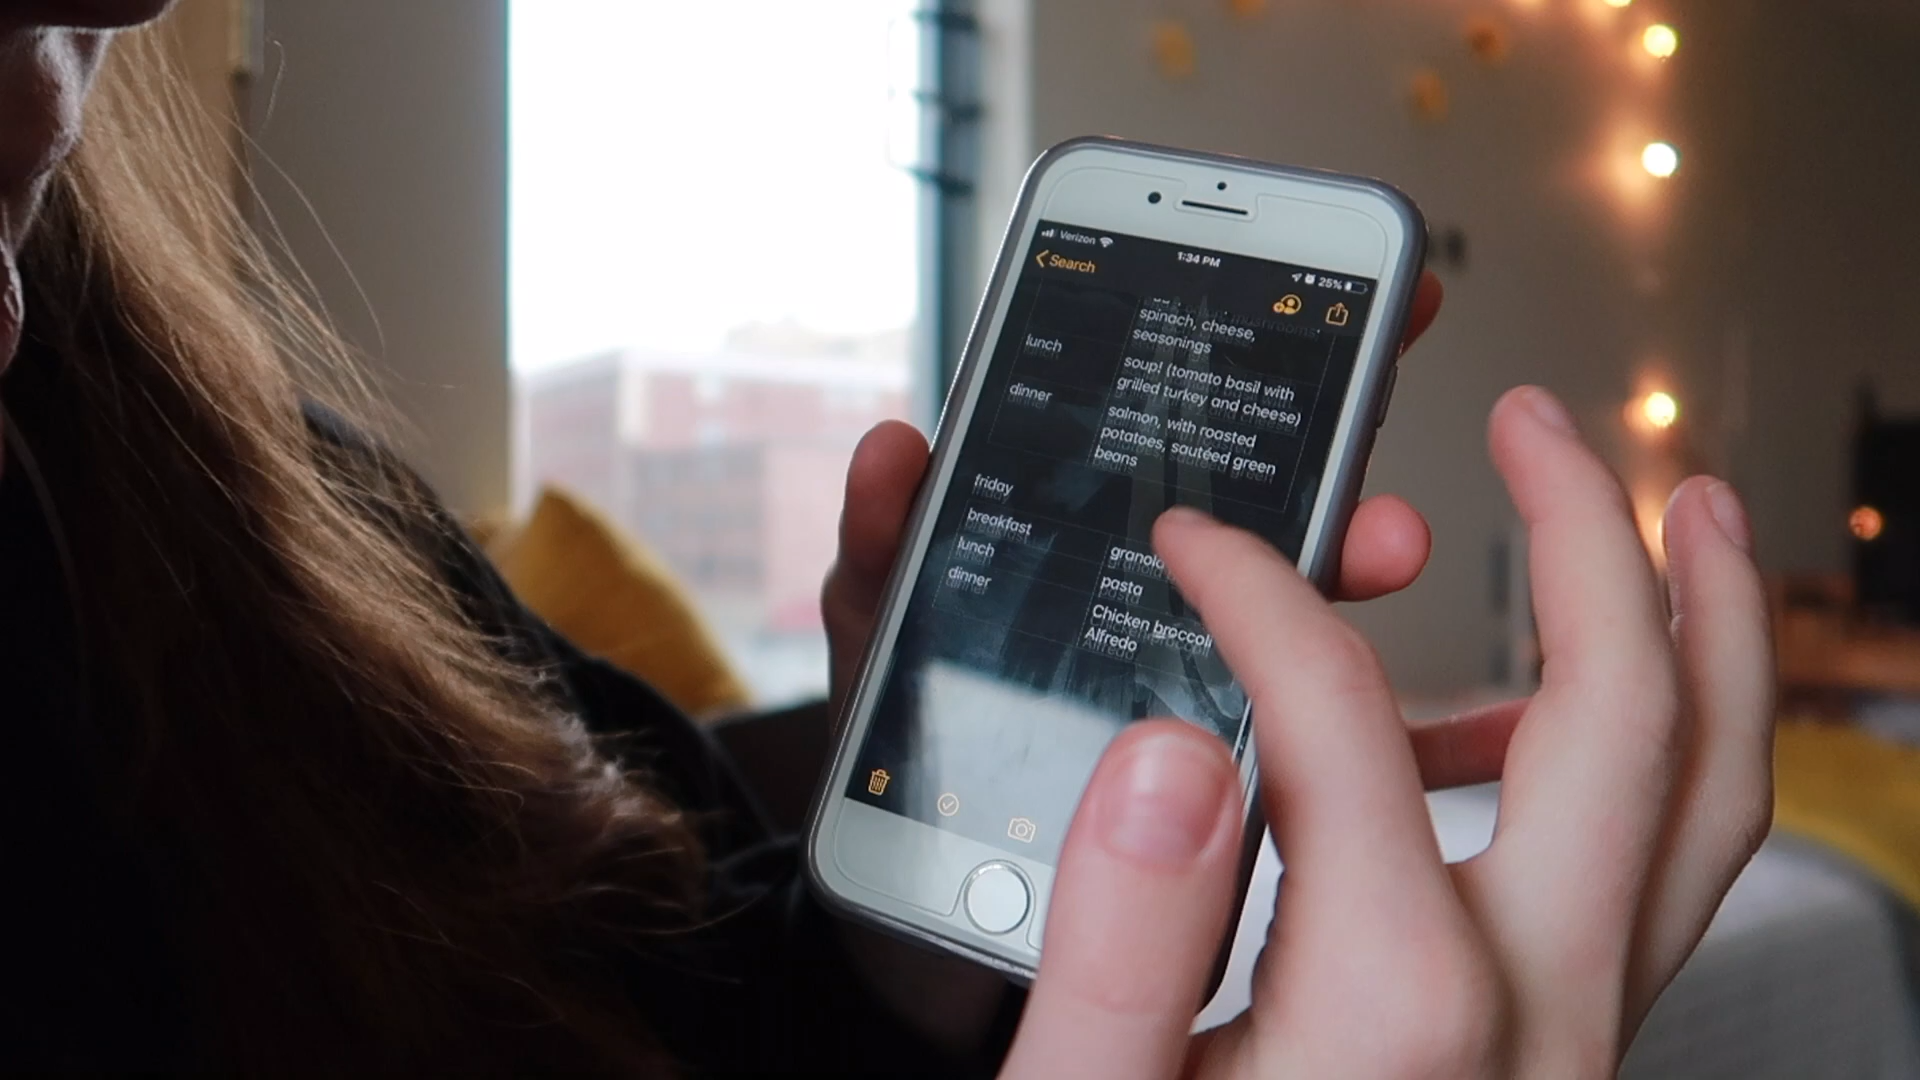 Verizon
1:34 PM
25%
Search
spinach, cheese,
seasonings
lunch
soup! (tomato basil with
grilled turkey and cheese)
dinner
salmon, with roasted
potatoes, sautéed green
beans
friday
breakfast
granola
lunch
pasta
dinner
Chicken broccoli
Alfredo